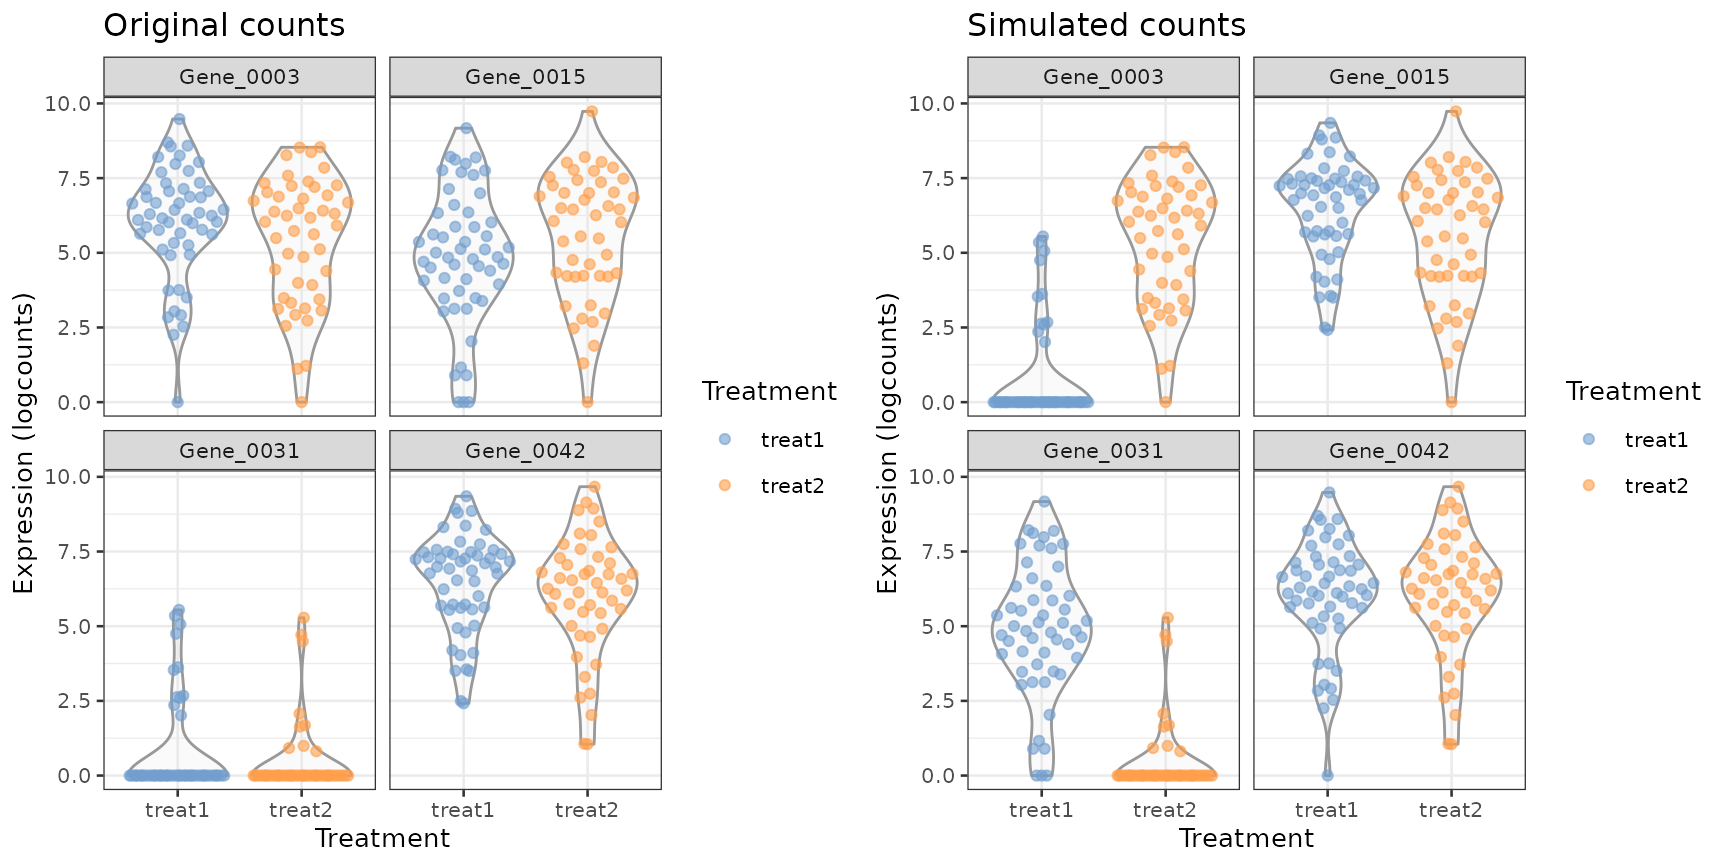 Original counts
Gene_0003 Gene_0015
10.0
7.5
5.0
2.5
0.0
Gene_0031 Gene_0042
10.0
7.5
5.0
2.5
0.0
treat1 treat2 treat1 treat2
Treatment
Expression (logcounts)
Treatment
treat1
treat2
Simulated counts
Gene_0003 Gene_0015
10.0
7.5
5.0
2.5
0.0
Gene_0031 Gene_0042
10.0
7.5
5.0
2.5
0.0
treat1 treat2 treat1 treat2
Treatment
Expression (logcounts)
Treatment
treat1
treat2